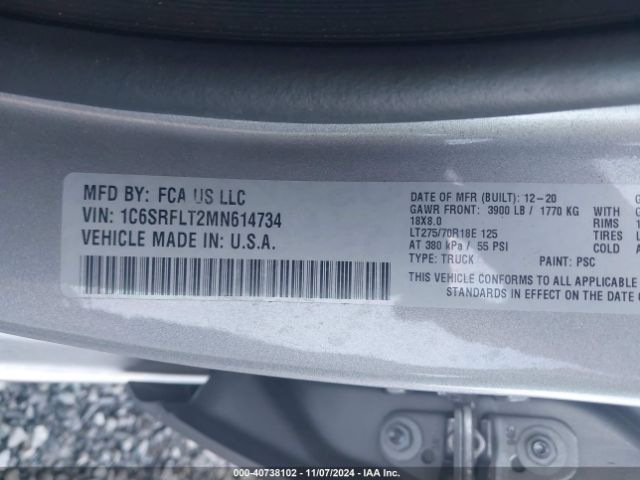 MFD BY: FCA US LLC
VIN: 1C6SRFLT2MN614734
VEHICLE MADE IN: U.S.A.
DATE OF MFR (BUILT): 12-20
GAWR FRONT: 3900 LB / 1770 KG
18X8.0
RIMS
LT275/70R18E 125
TIRES
AT 380 kPa / 55 PSI
COLD
TYPE: TRUCK PAINT: PSC
THIS VEHICLE CONFORMS TO ALL APPLICABLE
STANDARDS IN EFFECT ON THE DATE
000-40738102 - 11/07/2024 - IAA Inc.